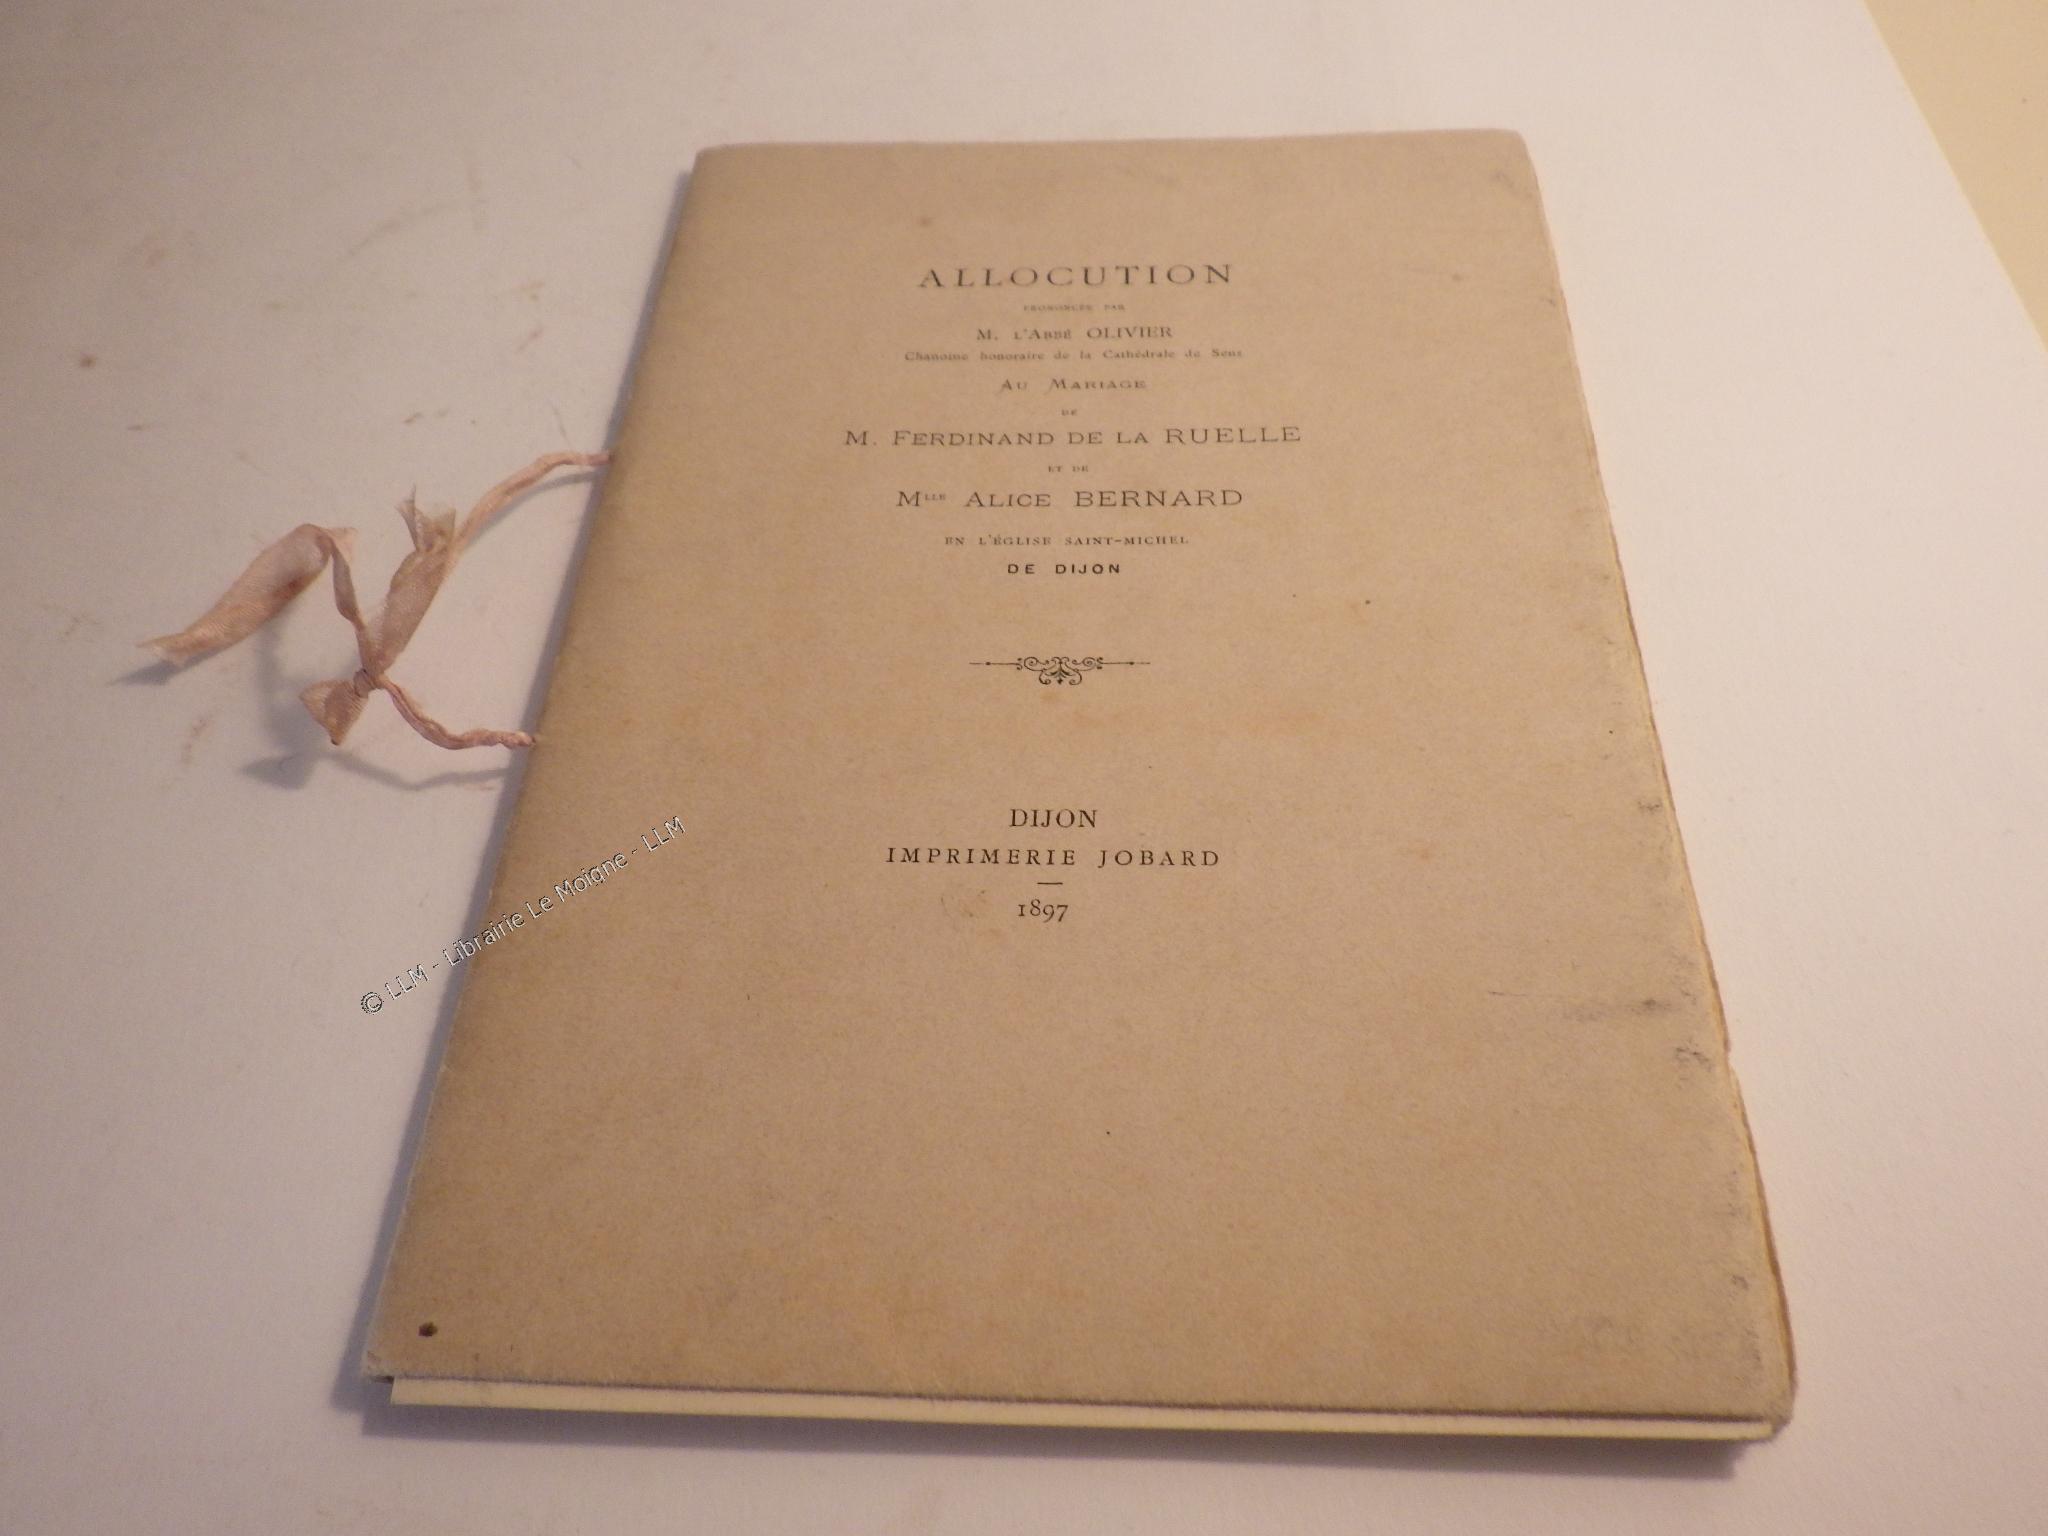 ALLOCUTION
PRONONCÉE PAR
M. L'ABBÉ OLIVIER
Chanoine honoraire de la Cathédrale de Sens
AU MARIAGE
DE
M. FERDINAND DE LA RUELLE
ET DE
MLLE ALICE BERNARD
EN L'ÉGLISE SAINT-MICHEL
DE DIJON
DIJON
IMPRIMERIE JOBARD
1897
© LLM - Librairie Le Moigne - LLM